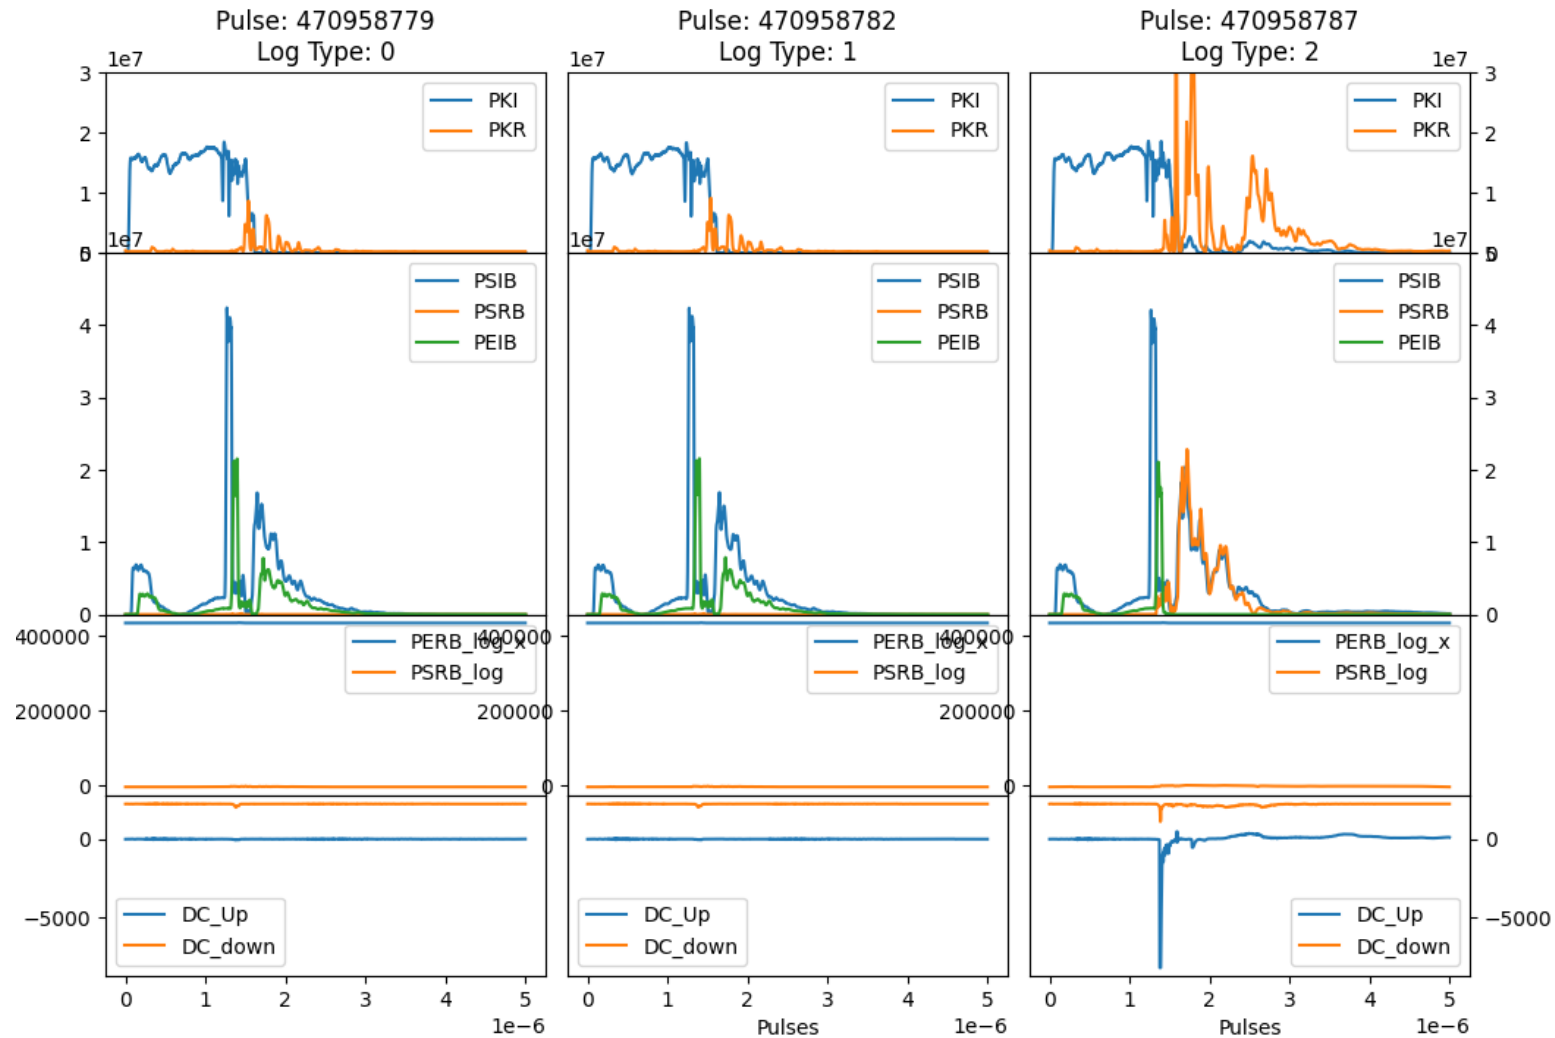 Pulse: 470958779
Log Type: 0
Pulse: 470958782
Log Type: 1
Pulse: 470958787
Log Type: 2
1e7
1e7
1e7
3
2
1
0
PKI
PKR
PKI
PKR
PKI
PKR
3
2
1
0
1e7
1e7
1e7
5
4
3
2
1
0
PSIB
PSRB
PEIB
PSIB
PSRB
PEIB
PSIB
PSRB
PEIB
5
4
3
2
1
0
400000
200000
0
PERB_log_x
PSRB_log
400000
200000
0
PERB_log_x
PSRB_log
400000
200000
0
PERB_log_x
PSRB_log
0
−5000
DC_Up
DC_down
DC_Up
DC_down
DC_Up
DC_down
0
−5000
0 1 2 3 4 5
1e−6
0 1 2 3 4 5
Pulses
1e−6
0 1 2 3 4 5
Pulses
1e−6